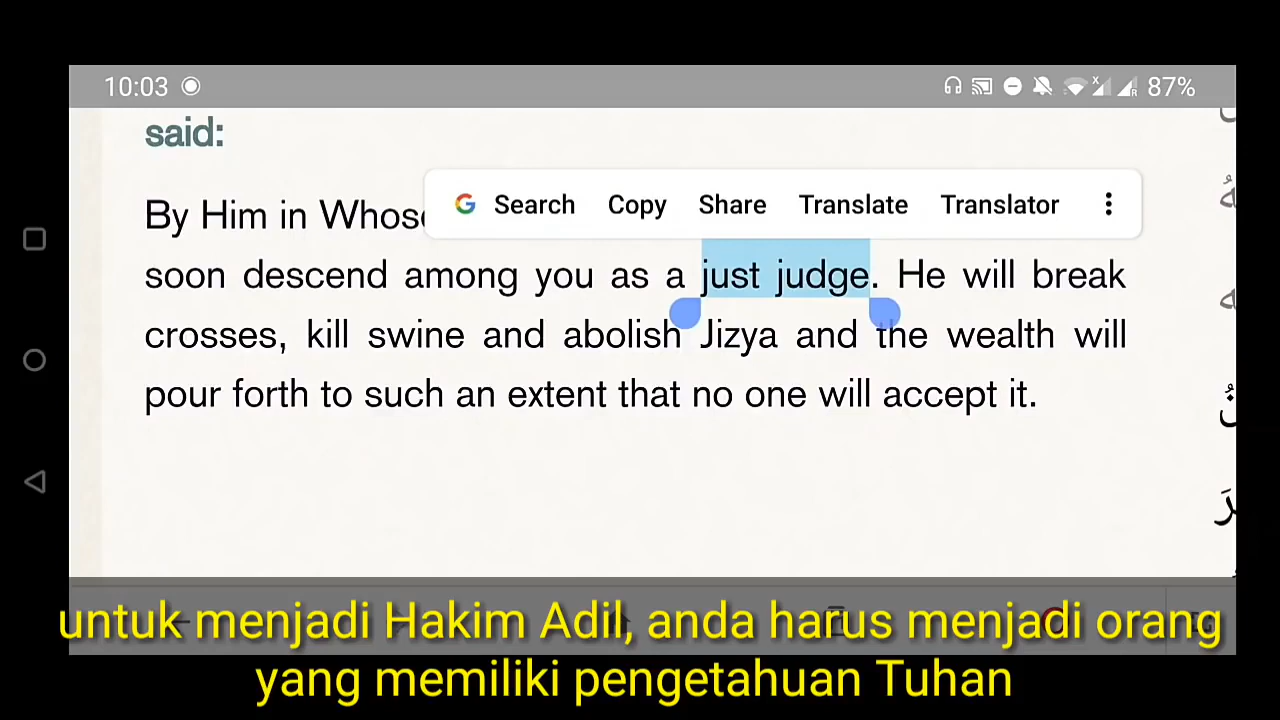 10:03 87%
said:
Search Copy Share Translate Translator
By Him in Whose
soon descend among you as a just judge. He will break
crosses, kill swine and abolish Jizya and the wealth will
pour forth to such an extent that no one will accept it.
untuk menjadi Hakim Adil, anda harus menjadi orang
yang memiliki pengetahuan Tuhan